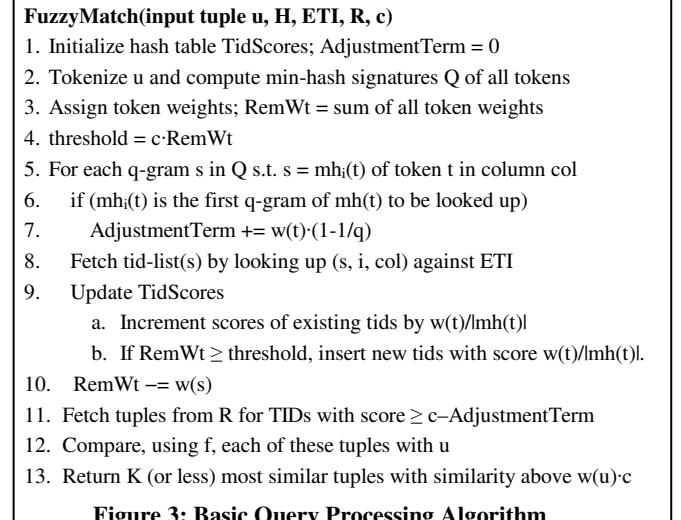 FuzzyMatch(input tuple u, H, ETI, R, c)
1. Initialize hash table TidScores; AdjustmentTerm = 0
2. Tokenize u and compute min-hash signatures Q of all tokens
3. Assign token weights; RemWt = sum of all token weights
4. threshold = c·RemWt
5. For each q-gram s in Q s.t. s = mhᵢ(t) of token t in column col
6. if (mhᵢ(t) is the first q-gram of mh(t) to be looked up)
7. AdjustmentTerm += w(t)·(1-1/q)
8. Fetch tid-list(s) by looking up (s, i, col) against ETI
9. Update TidScores
a. Increment scores of existing tids by w(t)/|mh(t)|
b. If RemWt ≥ threshold, insert new tids with score w(t)/|mh(t)|.
10. RemWt −= w(s)
11. Fetch tuples from R for TIDs with score ≥ c–AdjustmentTerm
12. Compare, using f, each of these tuples with u
13. Return K (or less) most similar tuples with similarity above w(u)·c
Figure 3: Basic Query Processing Algorithm